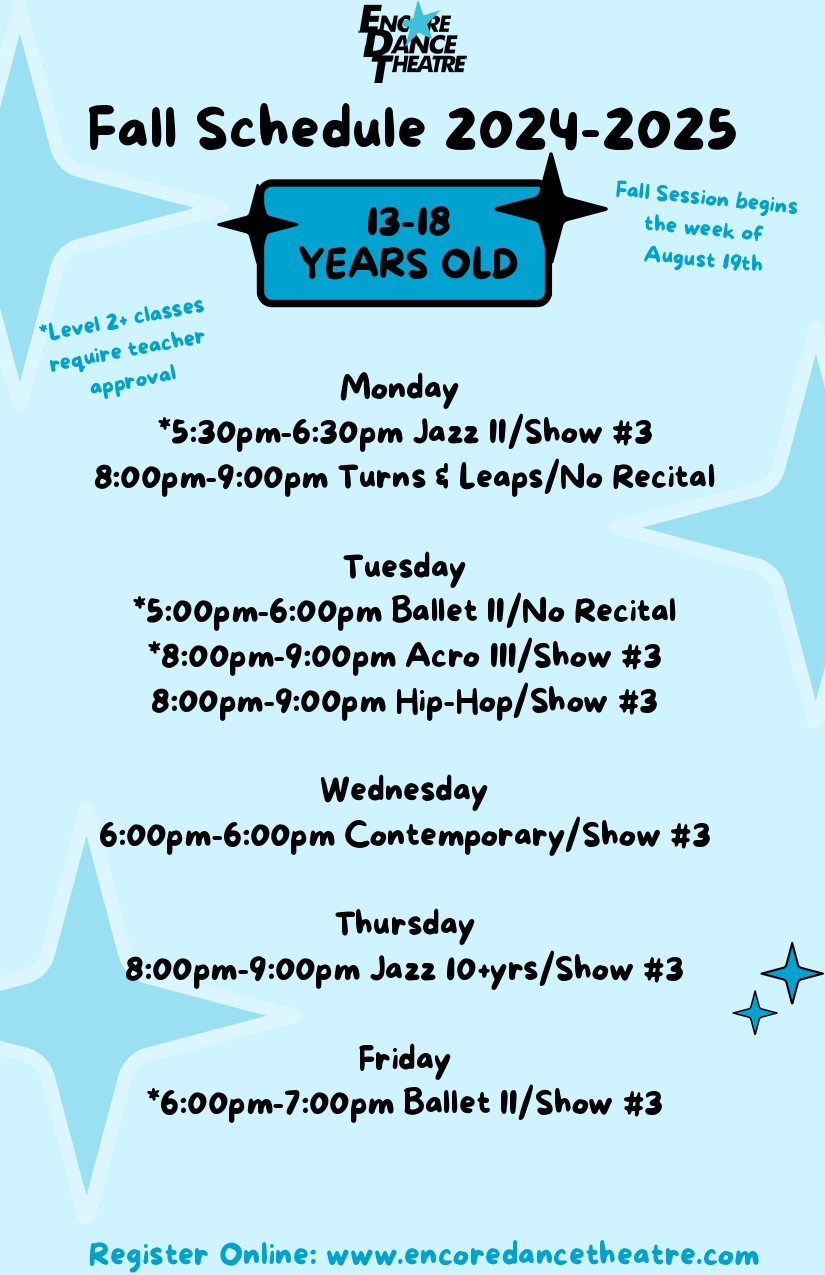 ENCORE
DANCE
THEATRE
Fall Schedule 2024-2025
13-18
YEARS OLD
Fall Session begins
the week of
August 19th
*Level 2+ classes
require teacher
approval
Monday
*5:30pm-6:30pm Jazz II/Show #3
8:00pm-9:00pm Turns & Leaps/No Recital
Tuesday
*5:00pm-6:00pm Ballet II/No Recital
*8:00pm-9:00pm Acro III/Show #3
8:00pm-9:00pm Hip-Hop/Show #3
Wednesday
6:00pm-6:00pm Contemporary/Show #3
Thursday
8:00pm-9:00pm Jazz 10+yrs/Show #3
Friday
*6:00pm-7:00pm Ballet II/Show #3
Register Online: www.encoredancetheatre.com